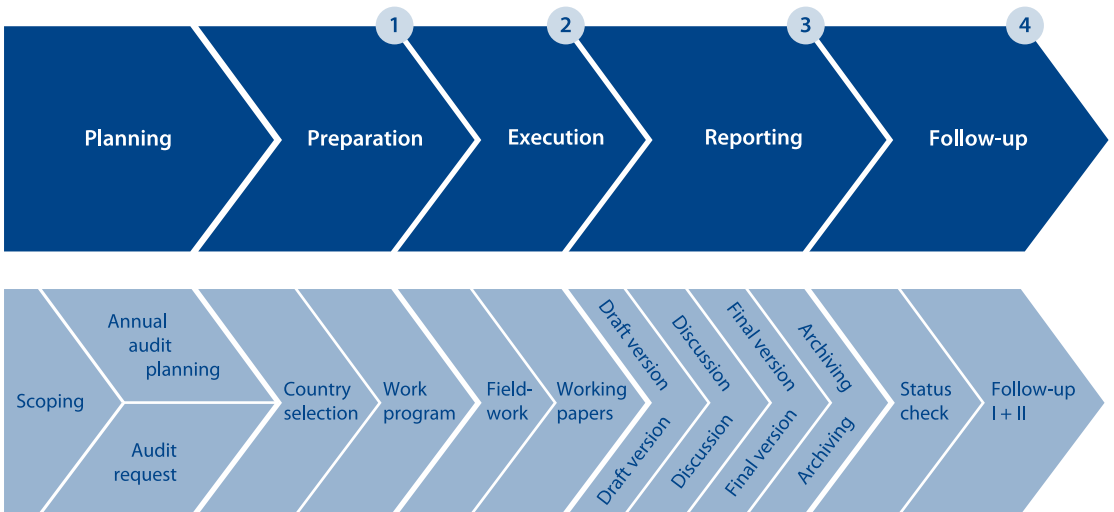 1
2
3
4
Planning
Preparation
Execution
Reporting
Follow-up
Scoping
Annual
audit
planning
Audit
request
Country
selection
Work
program
Field-
work
Working
papers
Draft version
Draft version
Discussion
Discussion
Final version
Final version
Archiving
Archiving
Status
check
Follow-up
I + II